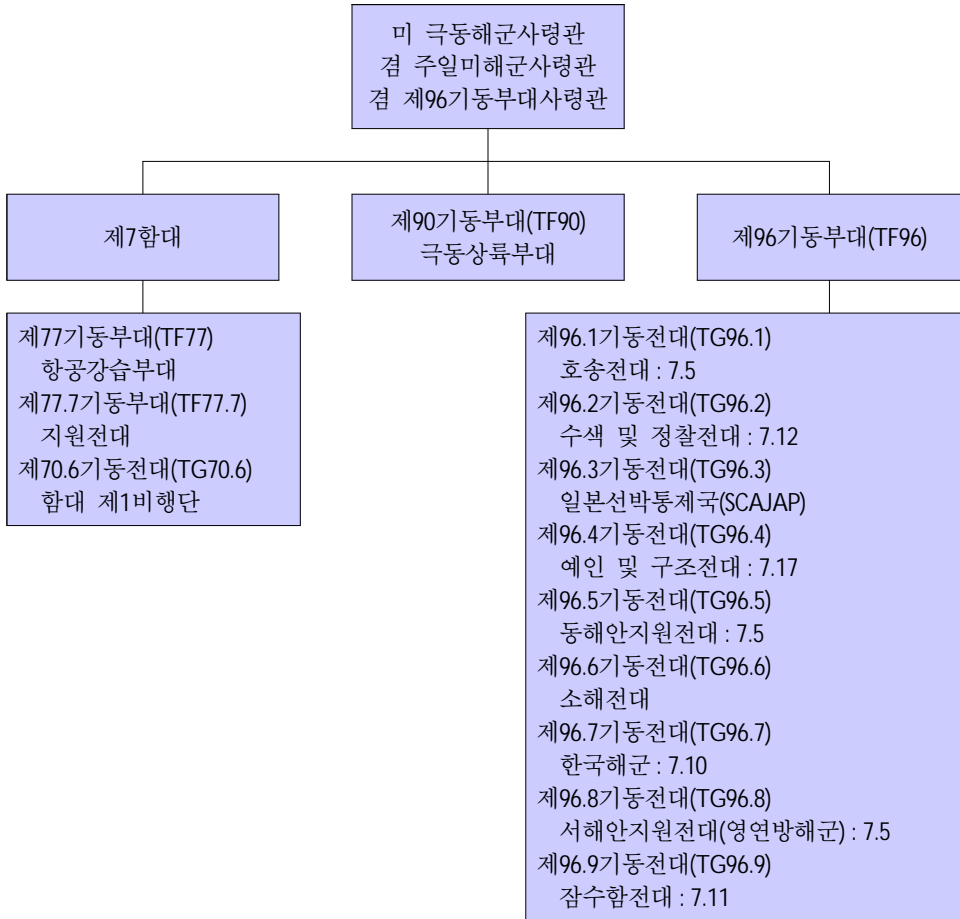 미 극동해군사령관
겸 주일미해군사령관
겸 제96기동부대사령관
제7함대
제90기동부대(TF90)
극동상륙부대
제96기동부대(TF96)
제77기동부대(TF77)
항공강습부대
제77.7기동부대(TF77.7)
지원전대
제70.6기동전대(TG70.6)
함대 제1비행단
제96.1기동전대(TG96.1)
호송전대 : 7.5
제96.2기동전대(TG96.2)
수색 및 정찰전대 : 7.12
제96.3기동전대(TG96.3)
일본선박통제국(SCAJAP)
제96.4기동전대(TG96.4)
예인 및 구조전대 : 7.17
제96.5기동전대(TG96.5)
동해안지원전대 : 7.5
제96.6기동전대(TG96.6)
소해전대
제96.7기동전대(TG96.7)
한국해군 : 7.10
제96.8기동전대(TG96.8)
서해안지원전대(영연방해군) : 7.5
제96.9기동전대(TG96.9)
잠수함전대 : 7.11